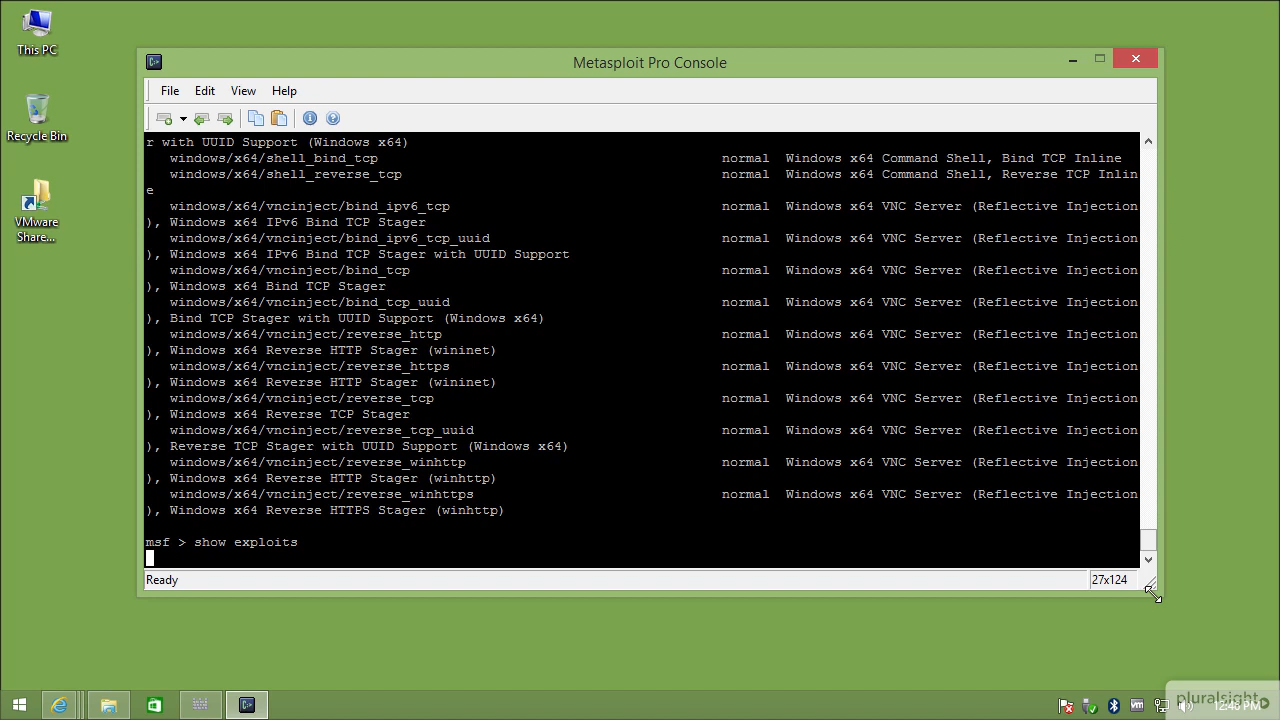 This PC
Recycle Bin
VMware
Share...
Metasploit Pro Console
File Edit View Help
r with UUID Support (Windows x64)
windows/x64/shell_bind_tcp normal Windows x64 Command Shell, Bind TCP Inline
windows/x64/shell_reverse_tcp normal Windows x64 Command Shell, Reverse TCP Inlin
e
windows/x64/vncinject/bind_ipv6_tcp normal Windows x64 VNC Server (Reflective Injection
), Windows x64 IPv6 Bind TCP Stager
windows/x64/vncinject/bind_ipv6_tcp_uuid normal Windows x64 VNC Server (Reflective Injection
), Windows x64 IPv6 Bind TCP Stager with UUID Support
windows/x64/vncinject/bind_tcp normal Windows x64 VNC Server (Reflective Injection
), Windows x64 Bind TCP Stager
windows/x64/vncinject/bind_tcp_uuid normal Windows x64 VNC Server (Reflective Injection
), Bind TCP Stager with UUID Support (Windows x64)
windows/x64/vncinject/reverse_http normal Windows x64 VNC Server (Reflective Injection
), Windows x64 Reverse HTTP Stager (wininet)
windows/x64/vncinject/reverse_https normal Windows x64 VNC Server (Reflective Injection
), Windows x64 Reverse HTTP Stager (wininet)
windows/x64/vncinject/reverse_tcp normal Windows x64 VNC Server (Reflective Injection
), Windows x64 Reverse TCP Stager
windows/x64/vncinject/reverse_tcp_uuid normal Windows x64 VNC Server (Reflective Injection
), Reverse TCP Stager with UUID Support (Windows x64)
windows/x64/vncinject/reverse_winhttp normal Windows x64 VNC Server (Reflective Injection
), Windows x64 Reverse HTTP Stager (winhttp)
windows/x64/vncinject/reverse_winhttps normal Windows x64 VNC Server (Reflective Injection
), Windows x64 Reverse HTTPS Stager (winhttp)
msf > show exploits
Ready 27x124
pluralsight
12:48 PM